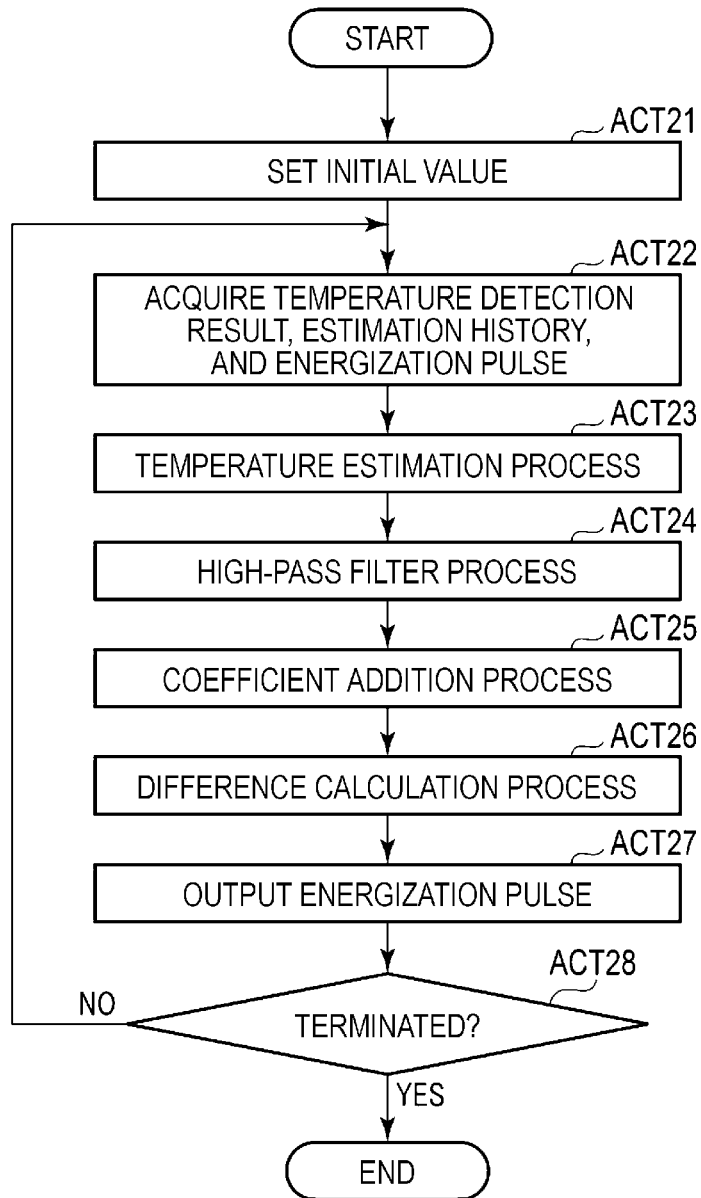 START
ACT21
SET INITIAL VALUE
ACT22
ACQUIRE TEMPERATURE DETECTION
RESULT, ESTIMATION HISTORY,
AND ENERGIZATION PULSE
ACT23
TEMPERATURE ESTIMATION PROCESS
ACT24
HIGH-PASS FILTER PROCESS
ACT25
COEFFICIENT ADDITION PROCESS
ACT26
DIFFERENCE CALCULATION PROCESS
ACT27
OUTPUT ENERGIZATION PULSE
ACT28
NO
TERMINATED?
YES
END